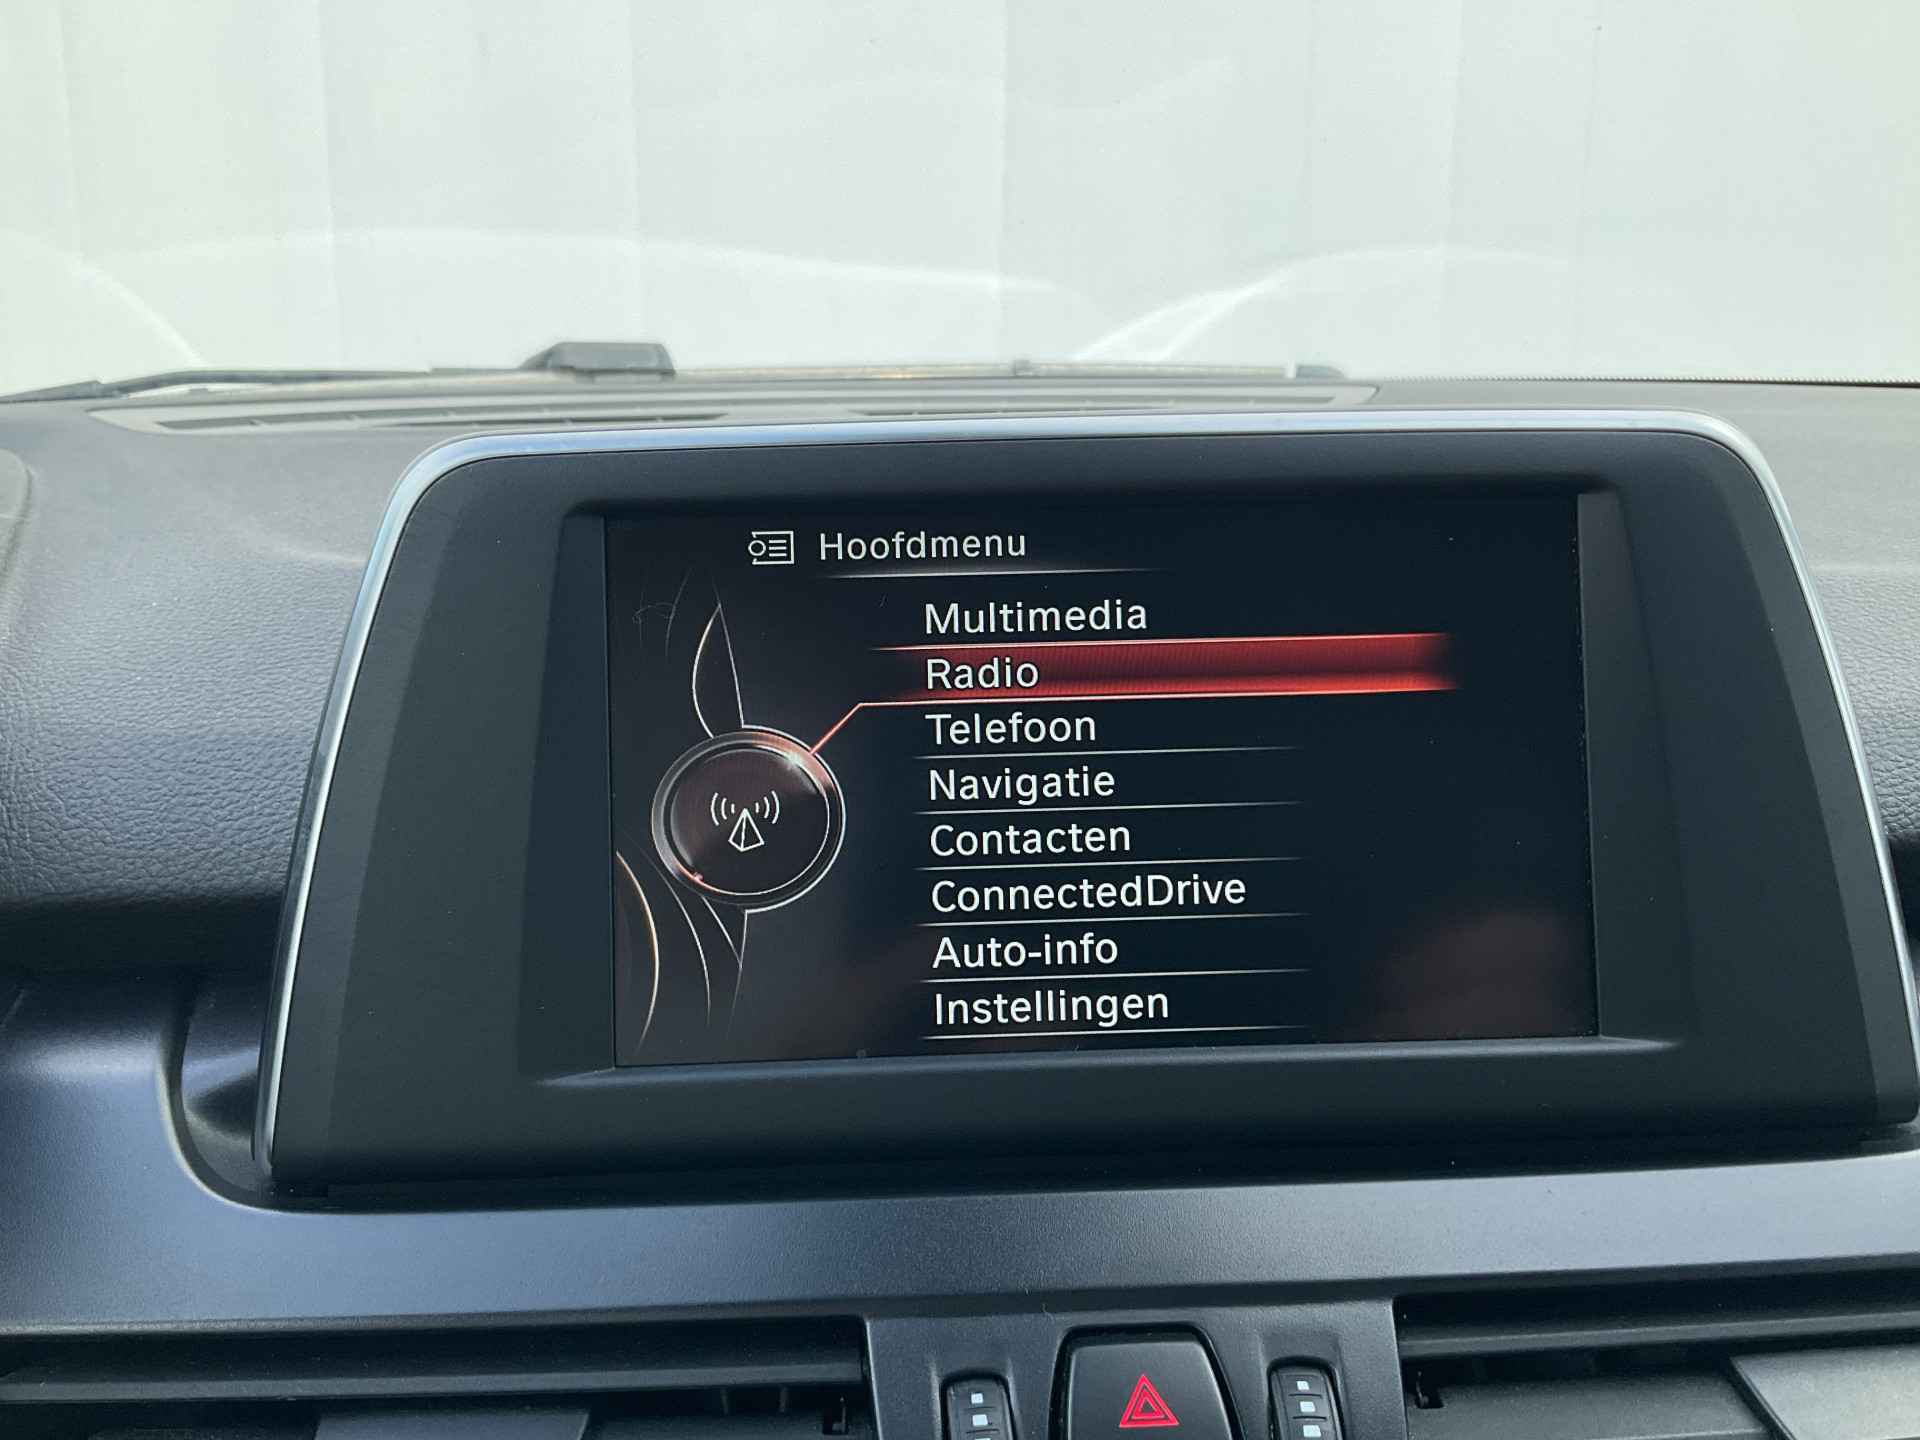 Hoofdmenu
Multimedia
Radio
Telefoon
Navigatie
Contacten
ConnectedDrive
Auto-info
Instellingen